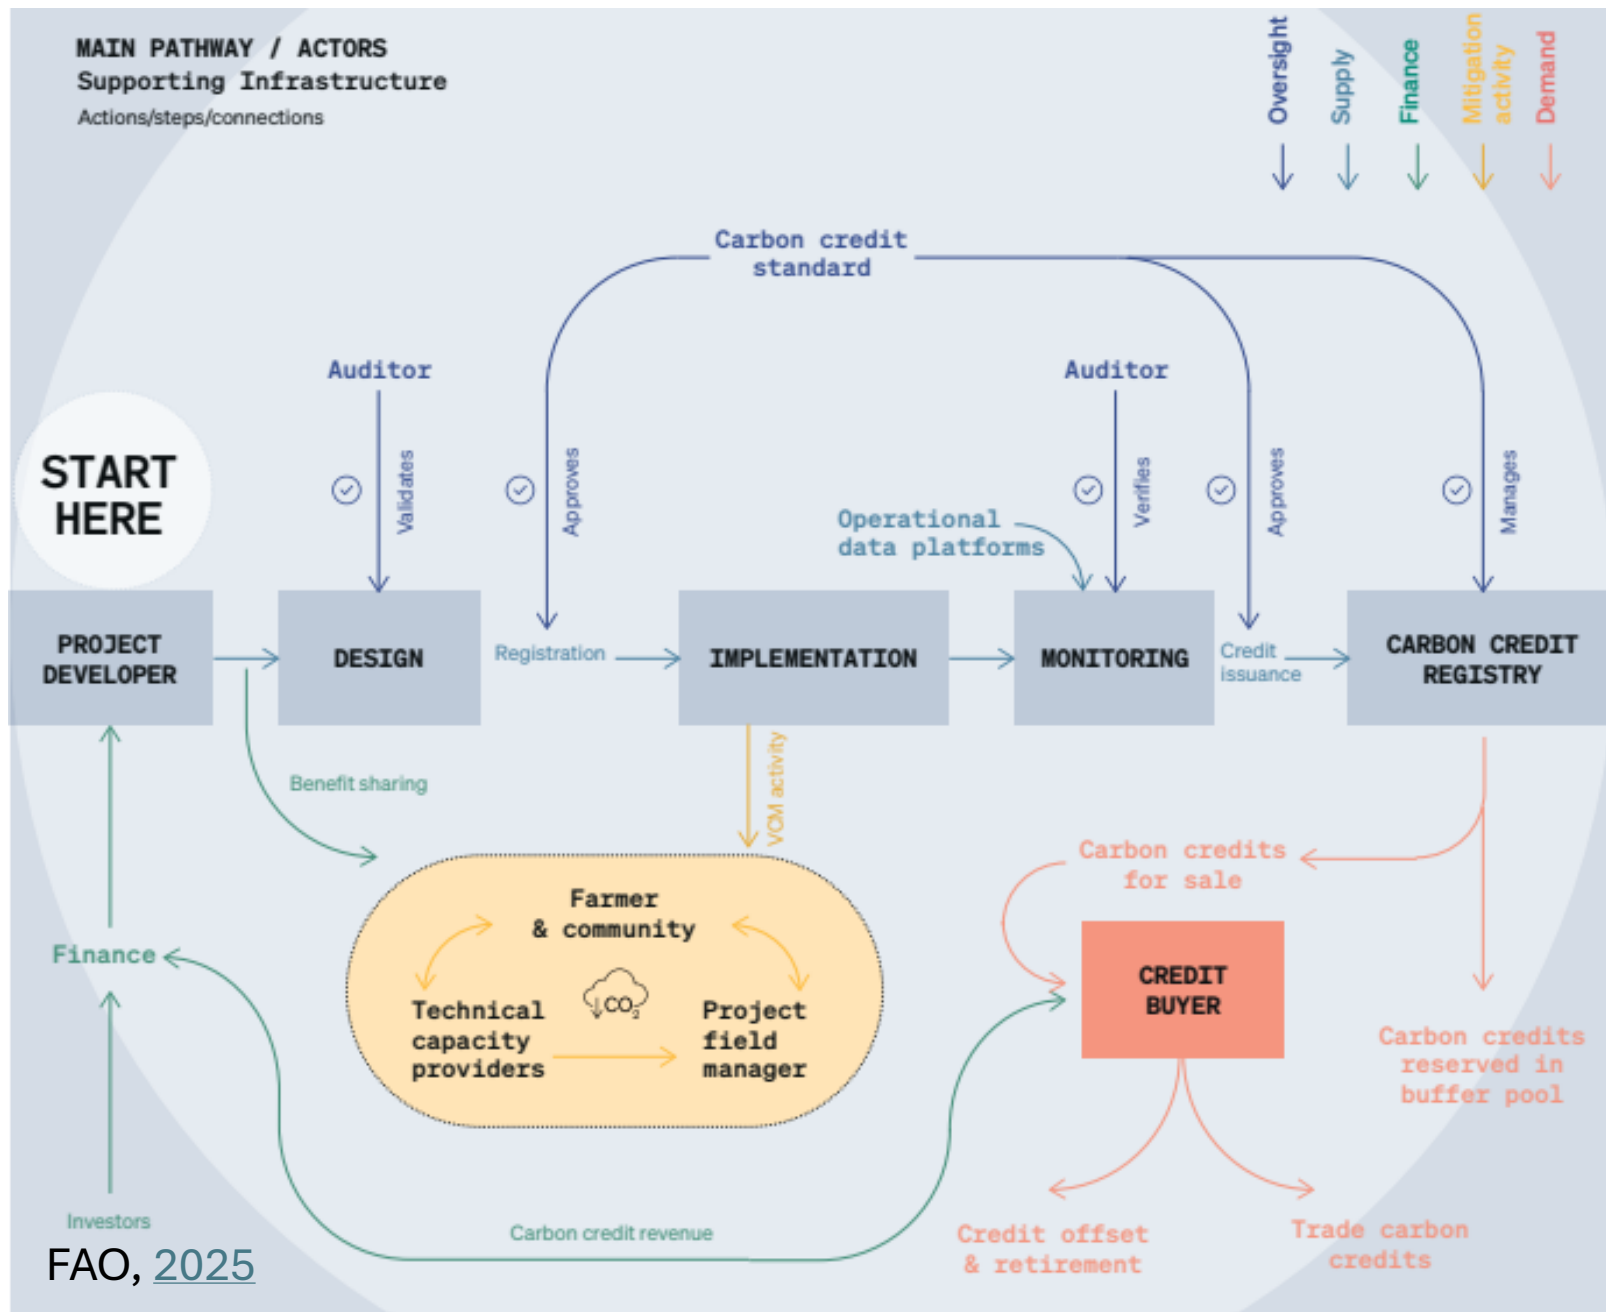 MAIN PATHWAY / ACTORS
Supporting Infrastructure
Actions/steps/connections
Oversight
Supply
Finance
Mitigation
activity
Demand
Carbon credit
standard
Auditor
Auditor
Validates
Approves
Verifies
Approves
Manages
START
HERE
Operational
data platforms
PROJECT
DEVELOPER
DESIGN
Registration
IMPLEMENTATION
MONITORING
Credit
issuance
CARBON CREDIT
REGISTRY
Benefit sharing
VCM activity
Carbon credits
for sale
Farmer
& community
Finance
CO2
Technical
capacity
providers
Project
field
manager
CREDIT
BUYER
Carbon credits
reserved in
buffer pool
Investors
Carbon credit revenue
Credit offset
& retirement
Trade carbon
credits
FAO, 2025